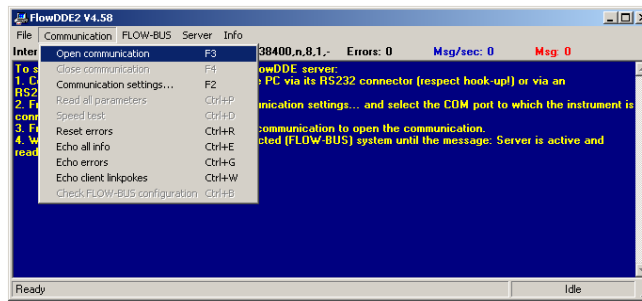 FlowDDE2 V4.58
File Communication FLOW-BUS Server Info
Inter 38400,n,8,1,- Errors: 0 Msg/sec: 0 Msg: 0
Open communication F3
Close communication F4
Communication settings... F2
Read all parameters Ctrl+P
Speed test Ctrl+D
Reset errors Ctrl+R
Echo all info Ctrl+E
Echo errors Ctrl+G
Echo client linkpokes Ctrl+W
Check FLOW-BUS configuration Ctrl+B
To s owDDE server:
1. C PC via its RS232 connector (respect hook-up!) or via an
RS2
2. F nication settings... and select the COM port to which the instrument is
conn
3. F communication to open the communication.
4. W cted (FLOW-BUS) system until the message: Server is active and
read
Ready Idle